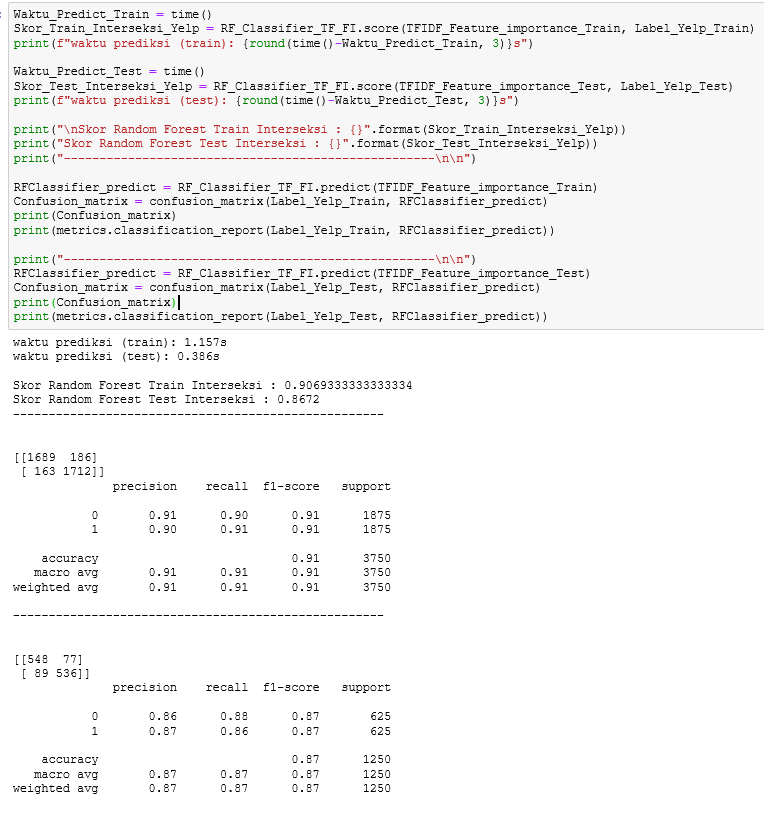 Waktu_Predict_Train = time()
Skor_Train_Interseksi_Yelp = RF_Classifier_TF_FI.score(TFIDF_Feature_importance_Train, Label_Yelp_Train)
print(f"waktu prediksi (train): {round(time()-Waktu_Predict_Train, 3)}s")

Waktu_Predict_Test = time()
Skor_Test_Interseksi_Yelp = RF_Classifier_TF_FI.score(TFIDF_Feature_importance_Test, Label_Yelp_Test)
print(f"waktu prediksi (test): {round(time()-Waktu_Predict_Test, 3)}s")

print("\nSkor Random Forest Train Interseksi : {}".format(Skor_Train_Interseksi_Yelp))
print("Skor Random Forest Test Interseksi : {}".format(Skor_Test_Interseksi_Yelp))
print("----------------------------------------------------\n\n")

RFClassifier_predict = RF_Classifier_TF_FI.predict(TFIDF_Feature_importance_Train)
Confusion_matrix = confusion_matrix(Label_Yelp_Train, RFClassifier_predict)
print(Confusion_matrix)
print(metrics.classification_report(Label_Yelp_Train, RFClassifier_predict))

print("----------------------------------------------------\n\n")
RFClassifier_predict = RF_Classifier_TF_FI.predict(TFIDF_Feature_importance_Test)
Confusion_matrix = confusion_matrix(Label_Yelp_Test, RFClassifier_predict)
print(Confusion_matrix)
print(metrics.classification_report(Label_Yelp_Test, RFClassifier_predict))
waktu prediksi (train): 1.157s
waktu prediksi (test): 0.386s

Skor Random Forest Train Interseksi : 0.9069333333333334
Skor Random Forest Test Interseksi : 0.8672
----------------------------------------------------

[[1689  186]
 [ 163 1712]]
              precision    recall  f1-score   support

           0       0.91      0.90      0.91      1875
           1       0.90      0.91      0.91      1875

    accuracy                           0.91      3750
   macro avg       0.91      0.91      0.91      3750
weighted avg       0.91      0.91      0.91      3750

----------------------------------------------------

[[548  77]
 [ 89 536]]
              precision    recall  f1-score   support

           0       0.86      0.88      0.87       625
           1       0.87      0.86      0.87       625

    accuracy                           0.87      1250
   macro avg       0.87      0.87      0.87      1250
weighted avg       0.87      0.87      0.87      1250